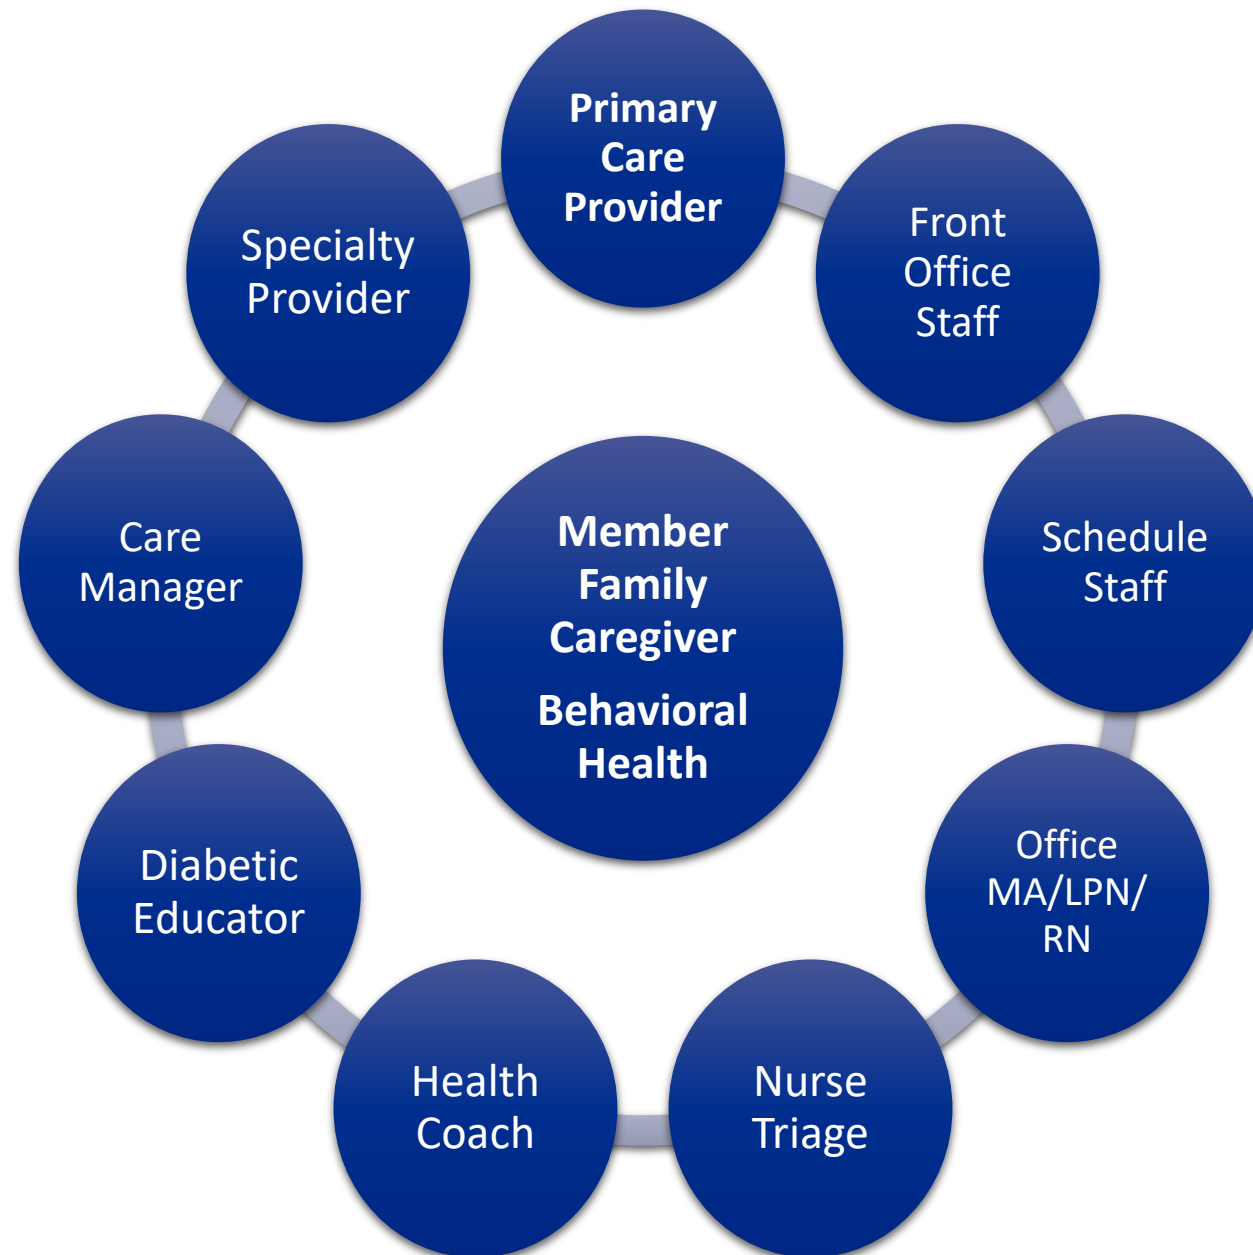 Primary
Care
Provider
Front
Office
Staff
Schedule
Staff
Office
MA/LPN/
RN
Nurse
Triage
Health
Coach
Diabetic
Educator
Care
Manager
Specialty
Provider
Member
Family
Caregiver
Behavioral
Health